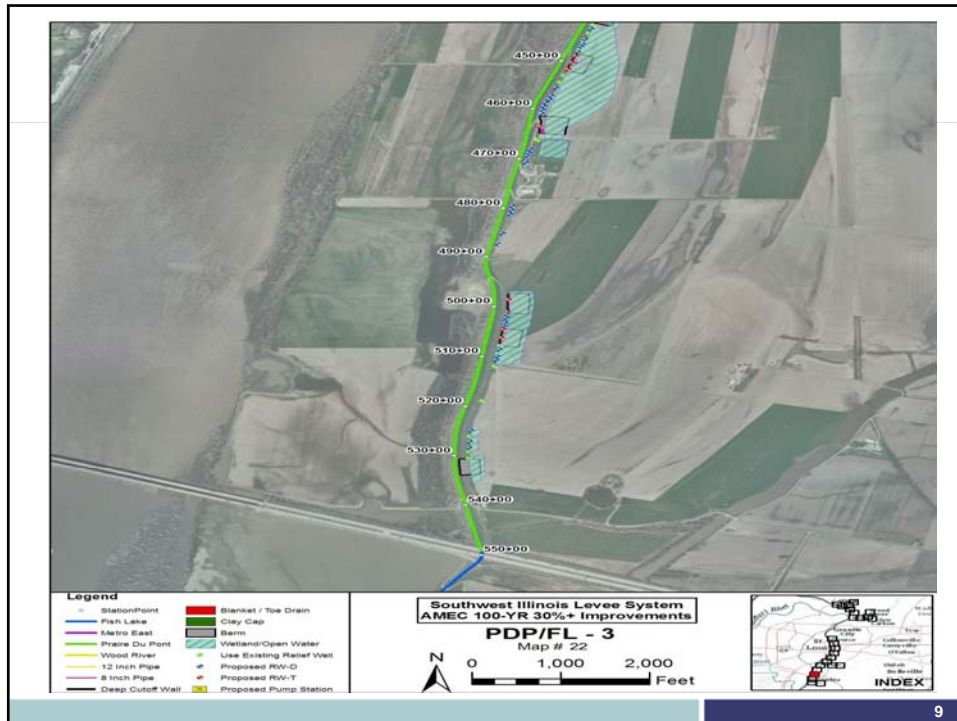 450+00
460+00
470+00
480+00
490+00
500+00
510+00
520+00
530+00
540+00
550+00
Legend
StationPoint
Fish Lake
Metro East
Praire Du Pont
Wood River
12 Inch Pipe
8 Inch Pipe
Deep Cutoff Wall
Blanket / Toe Drain
Clay Cap
Berm
Wetland/Open Water
Use Existing Relief Well
Proposed RW-D
Proposed RW-T
Proposed Pump Station
Southwest Illinois Levee System
AMEC 100-YR 30%+ Improvements
PDP/FL - 3
Map # 22
N
0 1,000 2,000
Feet
INDEX
9